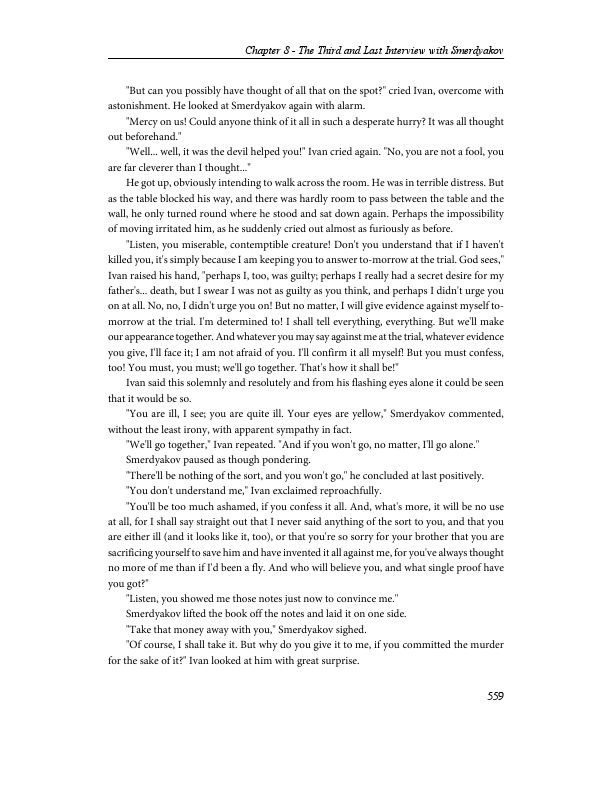 Chapter 8 - The Third and Last Interview with Smerdyakov
"But can you possibly have thought of all that on the spot?" cried Ivan, overcome with
astonishment. He looked at Smerdyakov again with alarm.
"Mercy on us! Could anyone think of it all in such a desperate hurry? It was all thought
out beforehand."
"Well... well, it was the devil helped you!" Ivan cried again. "No, you are not a fool, you
are far cleverer than I thought..."
He got up, obviously intending to walk across the room. He was in terrible distress. But
as the table blocked his way, and there was hardly room to pass between the table and the
wall, he only turned round where he stood and sat down again. Perhaps the impossibility
of moving irritated him, as he suddenly cried out almost as furiously as before.
"Listen, you miserable, contemptible creature! Don't you understand that if I haven't
killed you, it's simply because I am keeping you to answer to-morrow at the trial. God sees,"
Ivan raised his hand, "perhaps I, too, was guilty; perhaps I really had a secret desire for my
father's... death, but I swear I was not as guilty as you think, and perhaps I didn't urge you
on at all. No, no, I didn't urge you on! But no matter, I will give evidence against myself to-
morrow at the trial. I'm determined to! I shall tell everything, everything. But we'll make
our appearance together. And whatever you may say against me at the trial, whatever evidence
you give, I'll face it; I am not afraid of you. I'll confirm it all myself! But you must confess,
too! You must, you must; we'll go together. That's how it shall be!"
Ivan said this solemnly and resolutely and from his flashing eyes alone it could be seen
that it would be so.
"You are ill, I see; you are quite ill. Your eyes are yellow," Smerdyakov commented,
without the least irony, with apparent sympathy in fact.
"We'll go together," Ivan repeated. "And if you won't go, no matter, I'll go alone."
Smerdyakov paused as though pondering.
"There'll be nothing of the sort, and you won't go," he concluded at last positively.
"You don't understand me," Ivan exclaimed reproachfully.
"You'll be too much ashamed, if you confess it all. And, what's more, it will be no use
at all, for I shall say straight out that I never said anything of the sort to you, and that you
are either ill (and it looks like it, too), or that you're so sorry for your brother that you are
sacrificing yourself to save him and have invented it all against me, for you've always thought
no more of me than if I'd been a fly. And who will believe you, and what single proof have
you got?"
"Listen, you showed me those notes just now to convince me."
Smerdyakov lifted the book off the notes and laid it on one side.
"Take that money away with you," Smerdyakov sighed.
"Of course, I shall take it. But why do you give it to me, if you committed the murder
for the sake of it?" Ivan looked at him with great surprise.
559